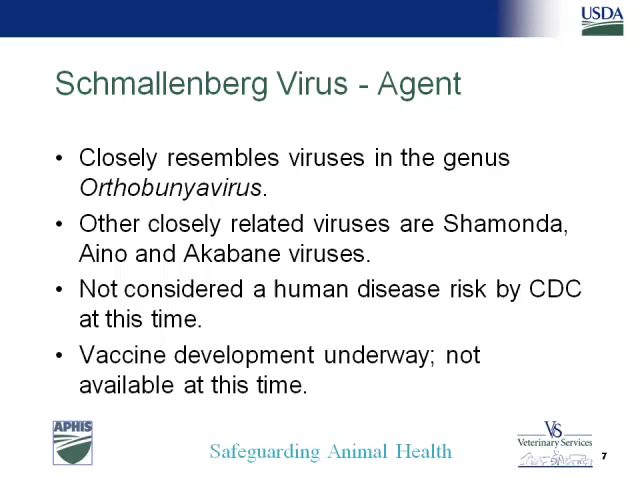 USDA
Schmallenberg Virus - Agent
• Closely resembles viruses in the genus
Orthobunyavirus.
• Other closely related viruses are Shamonda,
Aino and Akabane viruses.
• Not considered a human disease risk by CDC
at this time.
• Vaccine development underway; not
available at this time.
APHIS
Safeguarding Animal Health
VS
Veterinary Services
7